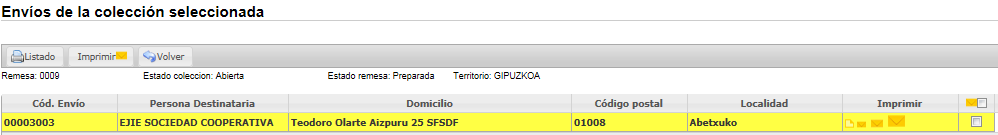 Envíos de la colección seleccionada
Listado Imprimir Volver
Remesa: 0009 Estado coleccion: Abierta Estado remesa: Preparada Territorio: GIPUZKOA
Cód. Envío Persona Destinataria Domicilio Código postal Localidad Imprimir
00003003 EJIE SOCIEDAD COOPERATIVA Teodoro Olarte Aizpuru 25 SFSDF 01008 Abetxuko